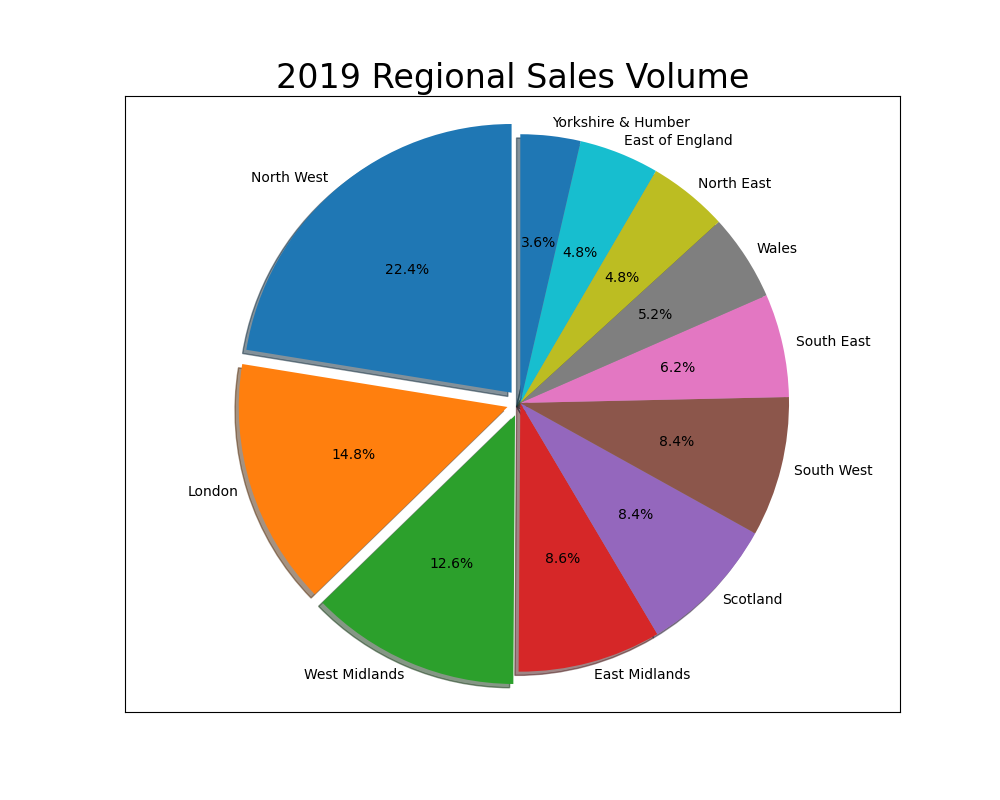 2019 Regional Sales Volume
Yorkshire & Humber
East of England
North West
North East
Wales
3.6%
4.8%
22.4%
4.8%
5.2%
South East
6.2%
14.8%
8.4%
South West
London
8.4%
12.6%
8.6%
Scotland
West Midlands
East Midlands